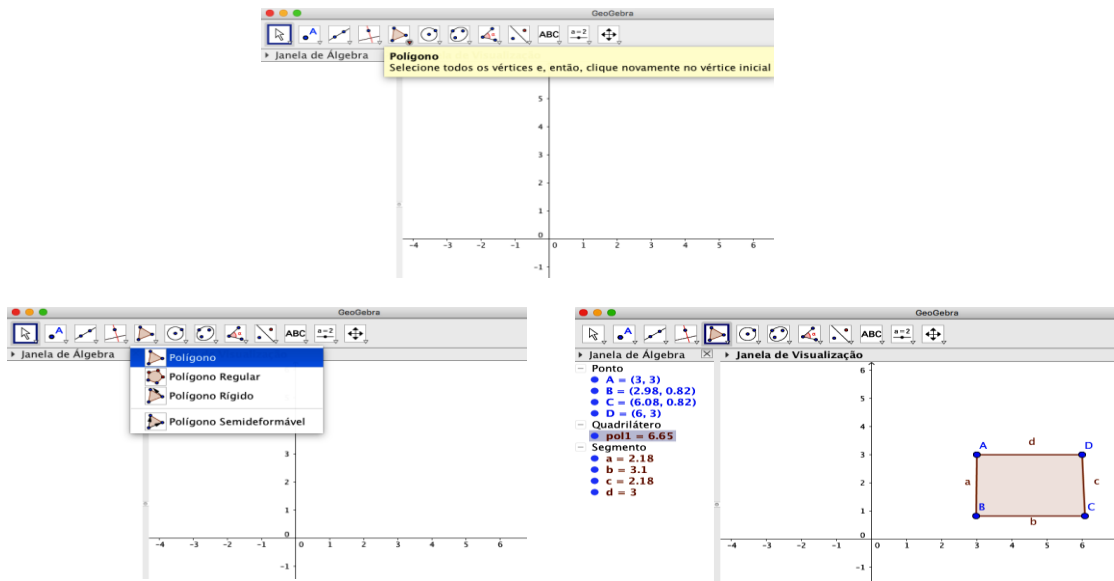 GeoGebra
A
α
ABC
a=2
Janela de Álgebra
Polígono
Selecione todos os vértices e, então, clique novamente no vértice inicial
5
4
3
2
1
0
-4 -3 -2 -1 0 1 2 3 4 5 6
-1
GeoGebra
A
α
ABC
a=2
Janela de Álgebra
Polígono
Polígono Regular
Polígono Rígido
Polígono Semideformável
3
2
1
0
-4 -3 -2 -1 0 1 2 3 4 5 6
-1
GeoGebra
A
α
ABC
a=2
Janela de Álgebra
Janela de Visualização
Ponto
A = (3, 3)
B = (2.98, 0.82)
C = (6.08, 0.82)
D = (6, 3)
Quadrilátero
pol1 = 6.65
Segmento
a = 2.18
b = 3.1
c = 2.18
d = 3
6
5
4
3
2
1
0
-4 -3 -2 -1 0 1 2 3 4 5 6
-1
A d D
a c
B C
b